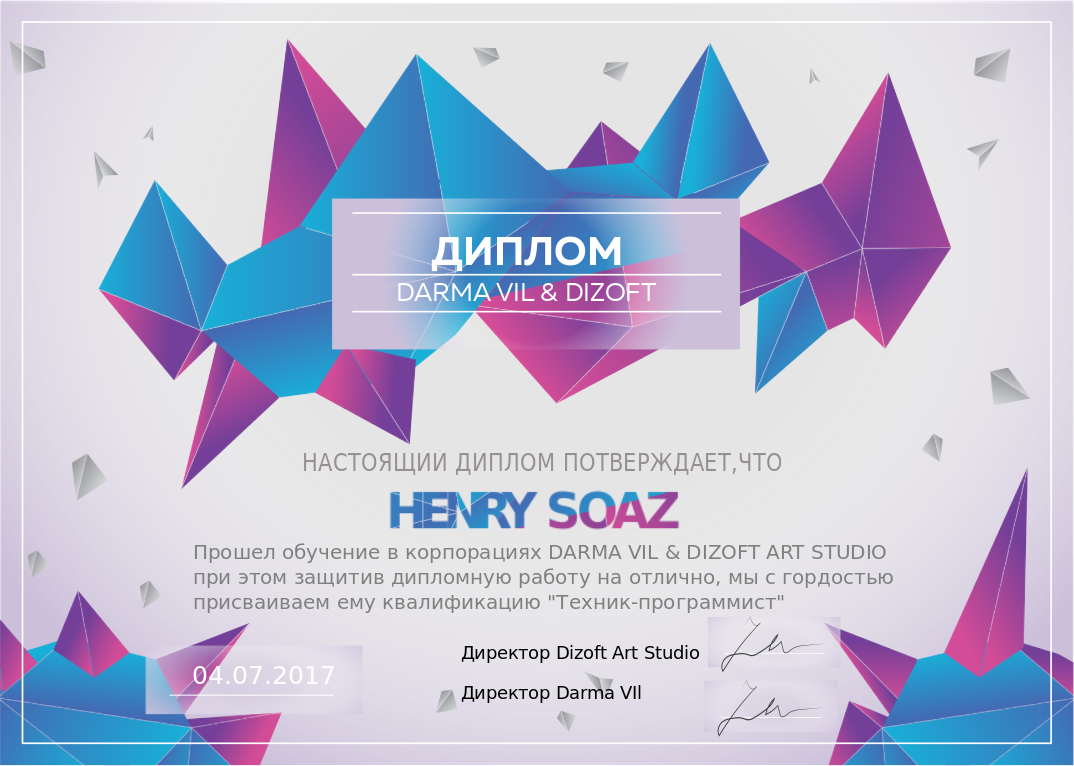 ДИПЛОМ
DARMA VIL & DIZOFT
НАСТОЯЩИИ ДИПЛОМ ПОТВЕРЖДАЕТ,ЧТО
HENRY SOAZ
Прошел обучение в корпорациях DARMA VIL & DIZOFT ART STUDIO
при этом защитив дипломную работу на отлично, мы с гордостью
присваиваем ему квалификацию "Техник-программист"
04.07.2017
Директор Dizoft Art Studio
Директор Darma VIl